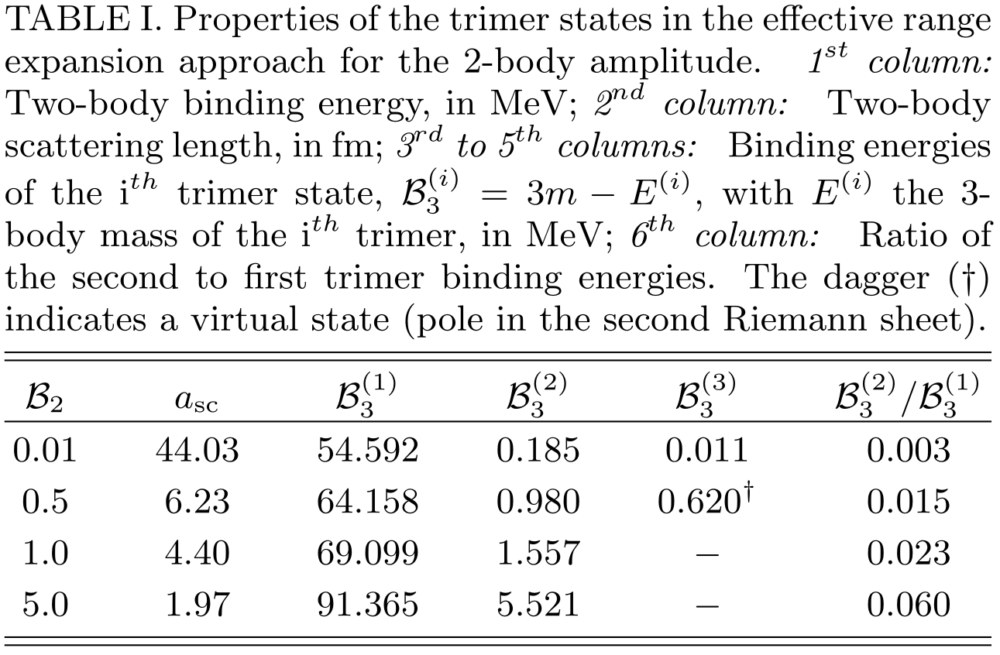 TABLE I. Properties of the trimer states in the effective range
expansion approach for the 2-body amplitude. 1^{st} column:
Two-body binding energy, in MeV; 2^{nd} column: Two-body
scattering length, in fm; 3^{rd} to 5^{th} columns: Binding energies
of the i^{th} trimer state, \mathcal{B}_3^{(i)} = 3m − E^{(i)}, with E^{(i)} the 3-
body mass of the i^{th} trimer, in MeV; 6^{th} column: Ratio of
the second to first trimer binding energies. The dagger (†)
indicates a virtual state (pole in the second Riemann sheet).
\mathcal{B}_2 a_{sc} \mathcal{B}_3^{(1)} \mathcal{B}_3^{(2)} \mathcal{B}_3^{(3)} \mathcal{B}_3^{(2)}/\mathcal{B}_3^{(1)}
0.01 44.03 54.592 0.185 0.011 0.003
0.5 6.23 64.158 0.980 0.620^† 0.015
1.0 4.40 69.099 1.557 − 0.023
5.0 1.97 91.365 5.521 − 0.060